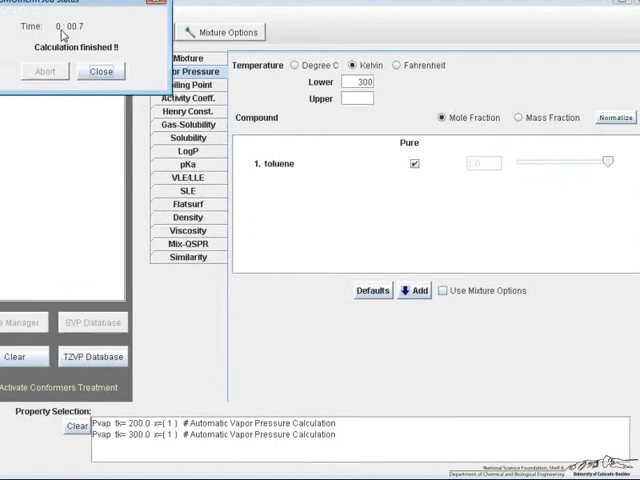 COSMOtherm Job Status
Time: 0 : 00.7
Calculation finished !!
Abort
Close
Mixture Options
Mixture
Vapor Pressure
Boiling Point
Activity Coeff.
Henry Const.
Gas-Solubility
Solubility
LogP
pKa
VLE/LLE
SLE
Flatsurf
Density
Viscosity
Mix-QSPR
Similarity
Temperature
Degree C
Kelvin
Fahrenheit
Lower
300
Upper
Compound
Mole Fraction
Mass Fraction
Normalize
Pure
1. toluene
1.0
Defaults
Add
Use Mixture Options
e Manager
SVP Database
Clear
TZVP Database
Activate Conformers Treatment
Property Selection:
Clear
Pvap tk= 200.0 x=( 1 ) # Automatic Vapor Pressure Calculation
Pvap tk= 300.0 x=( 1 ) # Automatic Vapor Pressure Calculation
National Science Foundation, Shell &
Department of Chemical and Biological Engineering
University of Colorado Boulder